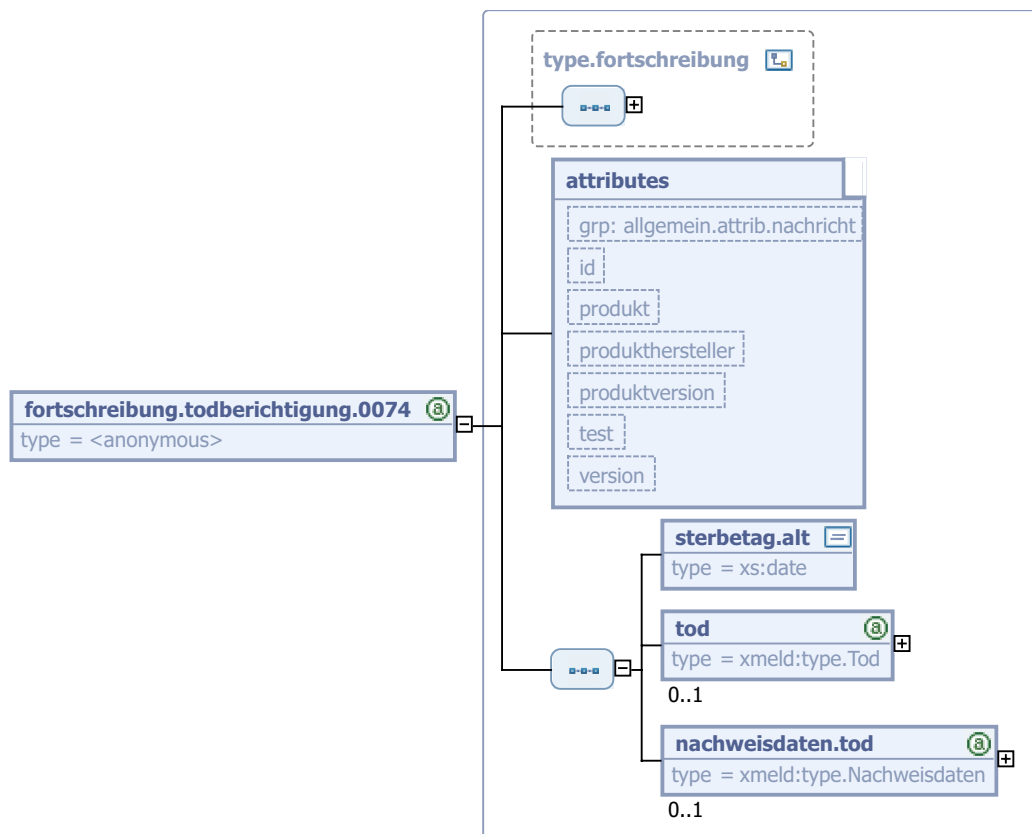 type.fortschreibung
attributes
grp: allgemein.attrib.nachricht
id
produkt
produkthersteller
produktversion
test
version
fortschreibung.todberichtigung.0074
type = <anonymous>
sterbetag.alt
type = xs:date
tod
type = xmeld:type.Tod
0..1
nachweisdaten.tod
type = xmeld:type.Nachweisdaten
0..1